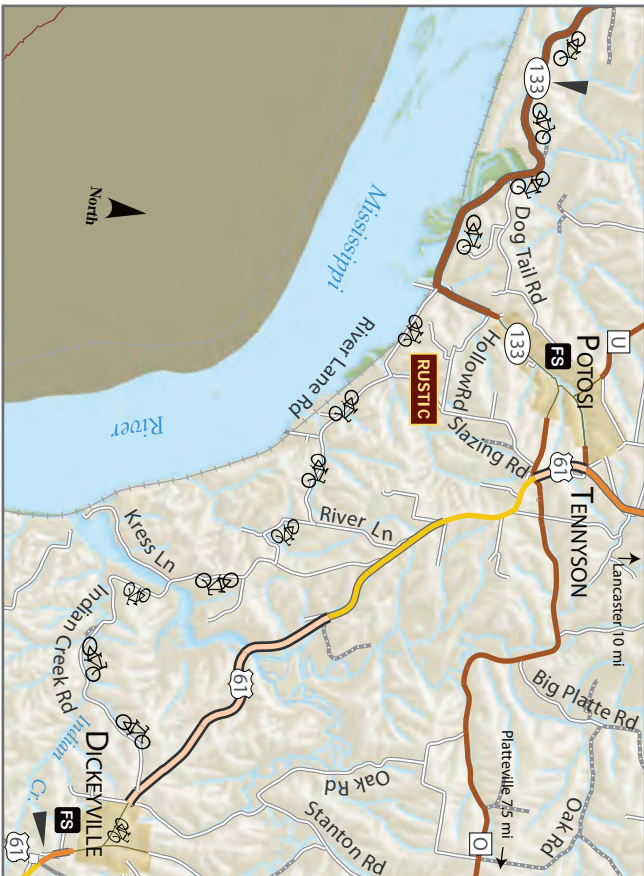 133
Dog Tail Rd
U
POTOSI
FS
133
Hollow Rd
RUSTIC
Slazing Rd
61
TENNYSON
Lancaster 10 mi
Mississippi
River
North
River Lane Rd
River Ln
Kress Ln
Indian Creek Rd
Indian
Cr.
61
Big Platte Rd
Platteville 7.5 mi
Oak Rd
Oak Rd
O
Stanton Rd
DICKEYVILLE
FS
61